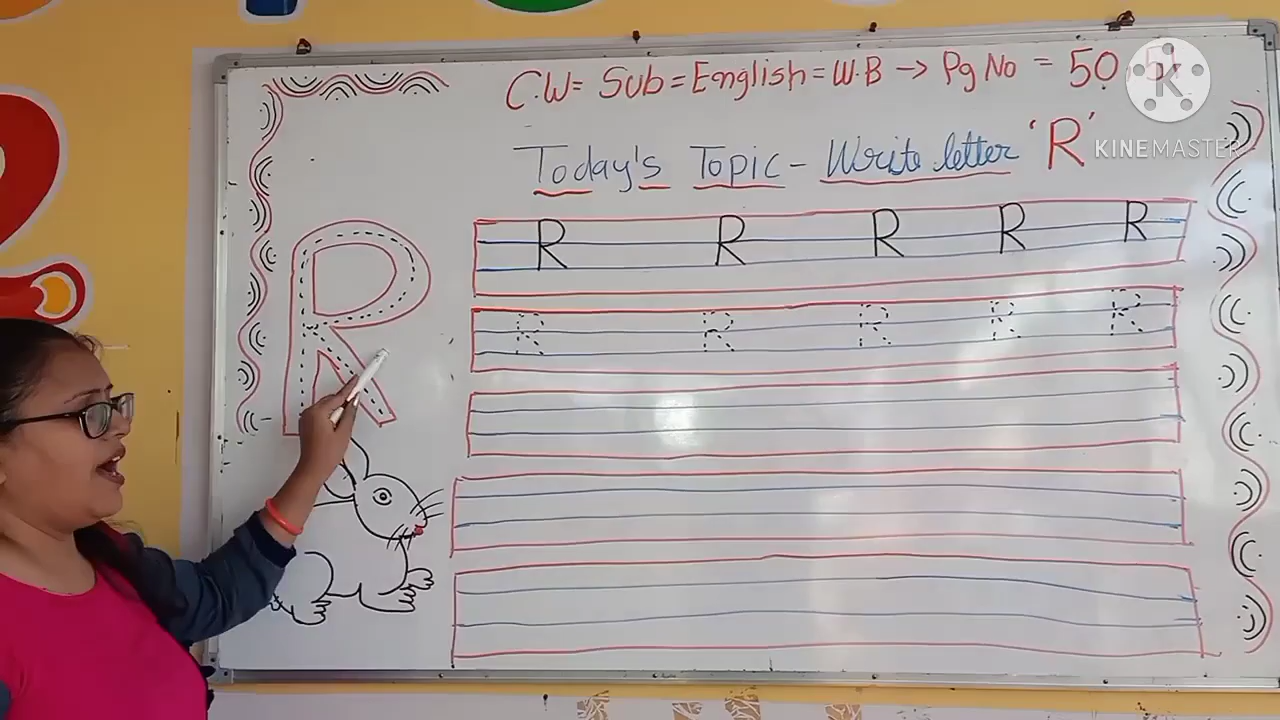 C.W= Sub = English = W.B → Pg No = 50,
Today's Topic - Write letter 'R'
R R R R R
R R R R R
R
K
KINEMASTER